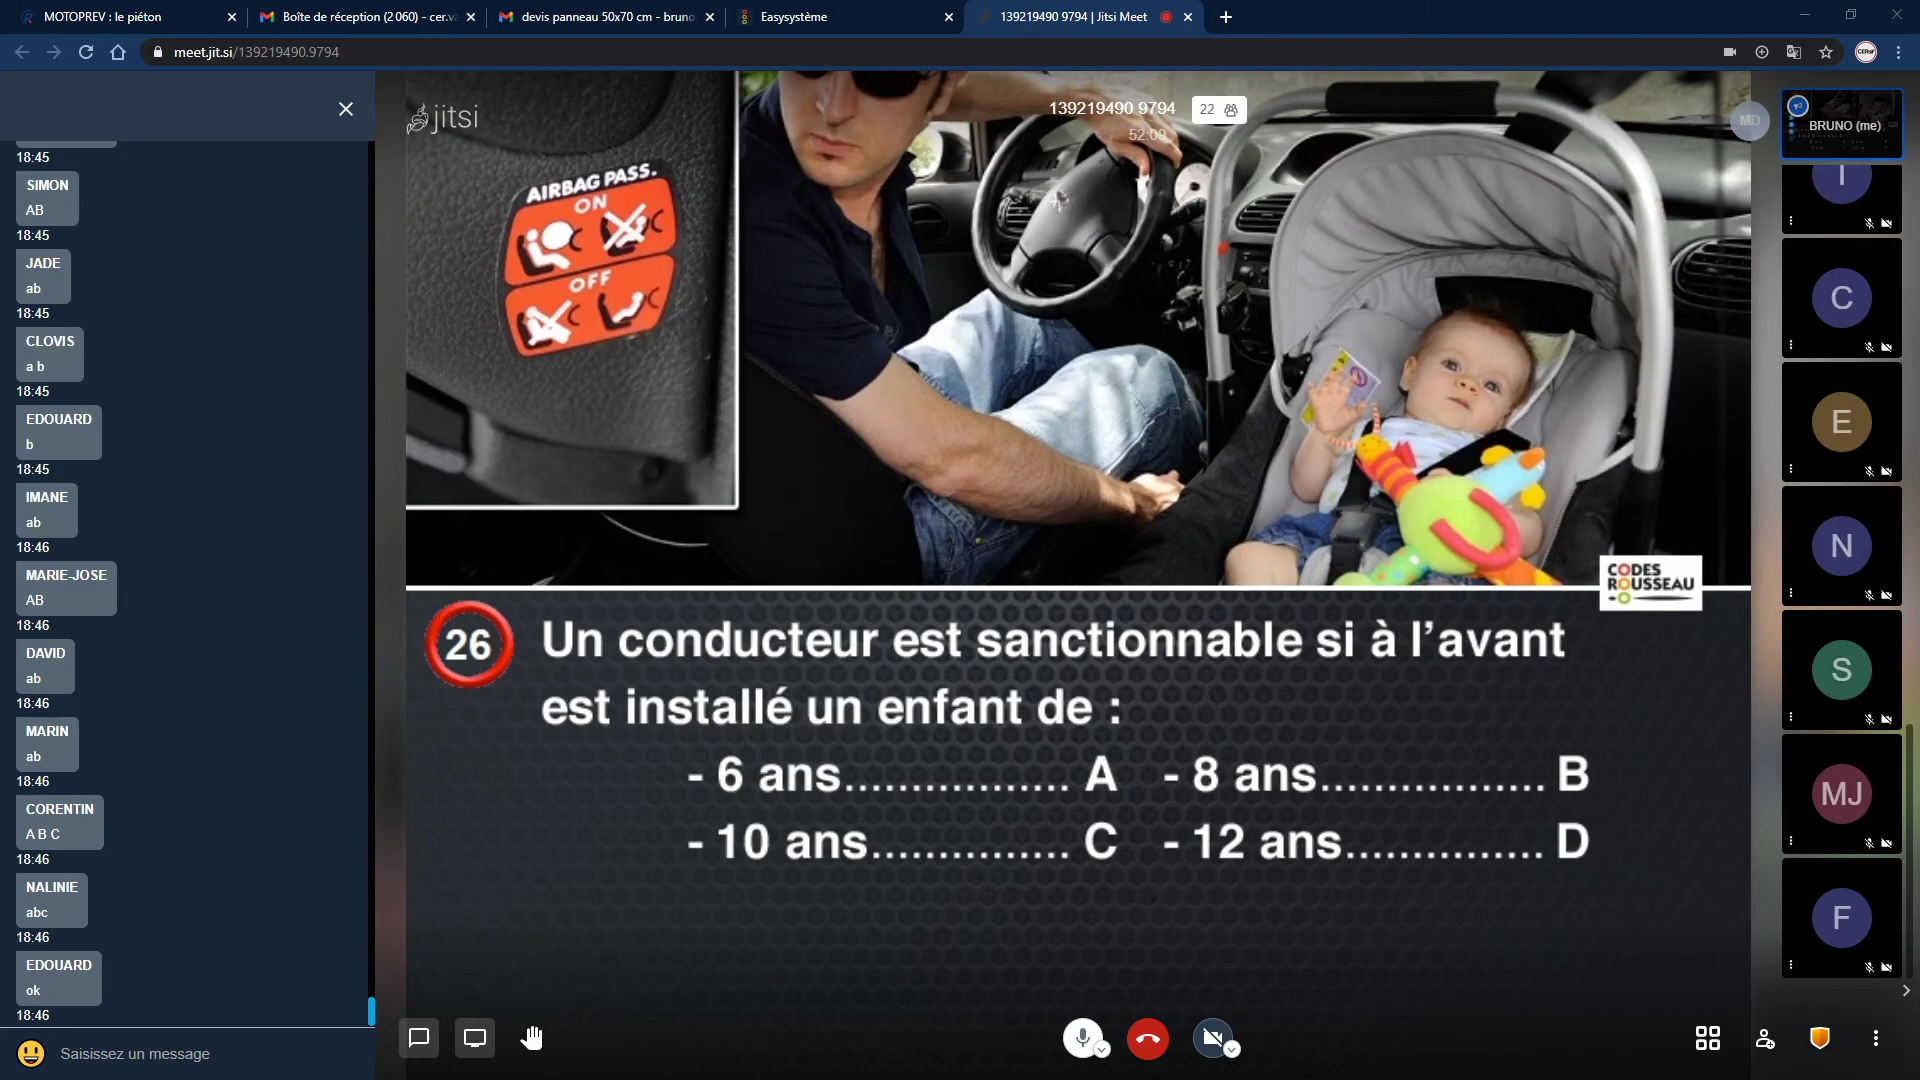 MOTOPREV : le piéton
Boîte de réception (2 060) - cer.va
devis panneau 50x70 cm - bruno.
Easysystème
139219490 9794 | Jitsi Meet
meet.jit.si/139219490.9794
CER
18:45
SIMON
AB
18:45
JADE
ab
18:45
CLOVIS
a b
18:45
EDOUARD
b
18:45
IMANE
ab
18:46
MARIE-JOSE
AB
18:46
DAVID
ab
18:46
MARIN
ab
18:46
CORENTIN
A B C
18:46
NALINIE
abc
18:46
EDOUARD
ok
18:46
Saisissez un message
jitsi
139219490 9794
22
52:09
AIRBAG PASS.
ON
OFF
CODES
ROUSSEAU
26
Un conducteur est sanctionnable si à l’avant
est installé un enfant de :
- 6 ans................. A - 8 ans................. B
- 10 ans............... C - 12 ans............... D
MD
BRUNO (me)
I
C
E
N
S
MJ
F